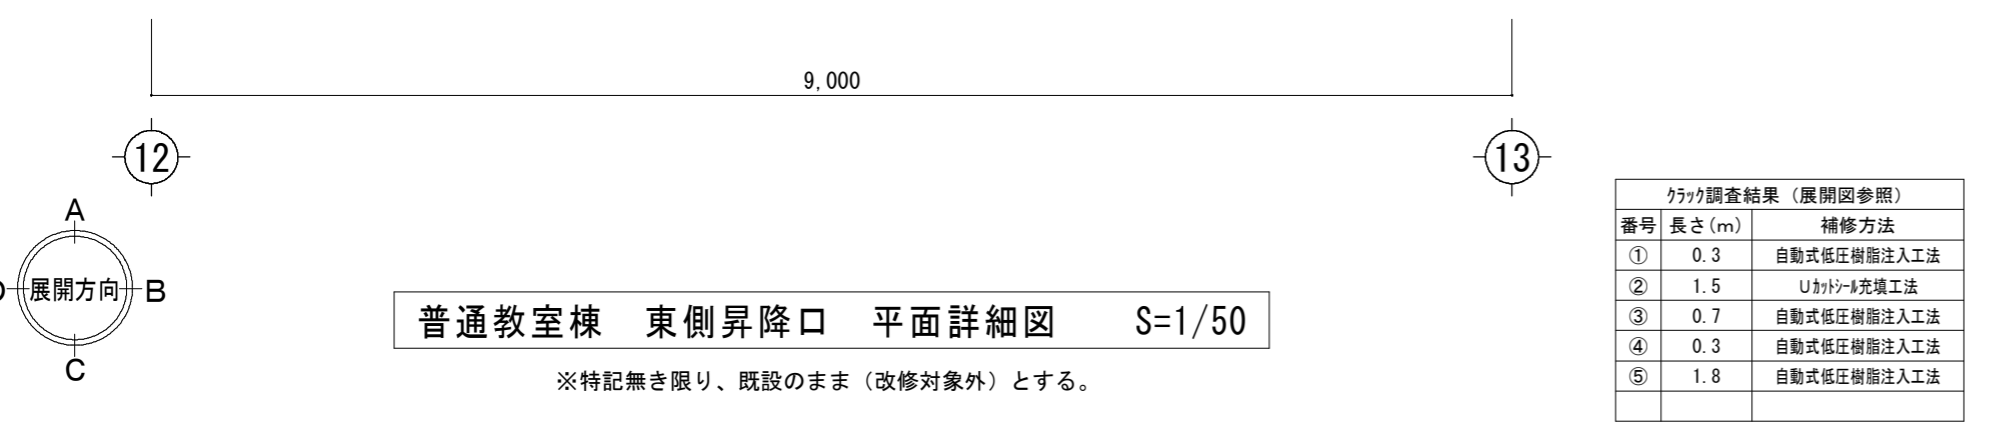 9,000
12
13
A
展開方向
B
C
普通教室棟 東側昇降口 平面詳細図 S=1/50
※特記無き限り、既設のまま（改修対象外）とする。
ｸﾗｯｸ調査結果（展開図参照）
番号 長さ(m) 補修方法
① 0.3 自動式低圧樹脂注入工法
② 1.5 Uｶｯﾄｼｰﾙ充填工法
③ 0.7 自動式低圧樹脂注入工法
④ 0.3 自動式低圧樹脂注入工法
⑤ 1.8 自動式低圧樹脂注入工法